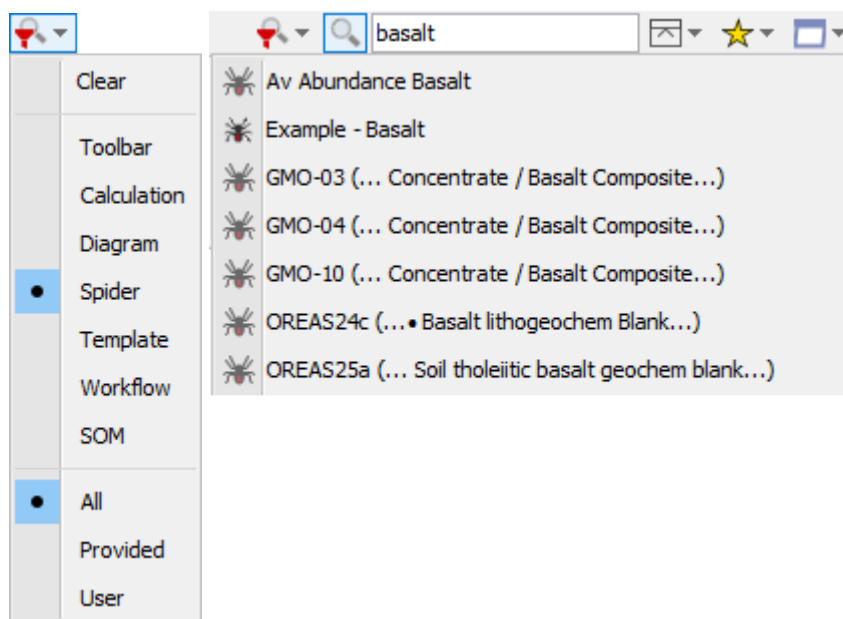 Clear
Toolbar
Calculation
Diagram
Spider
Template
Workflow
SOM
All
Provided
User
basalt
Av Abundance Basalt
Example - Basalt
GMO-03 (... Concentrate / Basalt Composite...)
GMO-04 (... Concentrate / Basalt Composite...)
GMO-10 (... Concentrate / Basalt Composite...)
OREAS24c (...• Basalt lithogeochem Blank...)
OREAS25a (... Soil tholeiitic basalt geochem blank...)